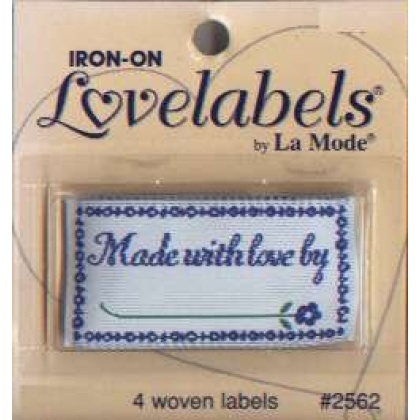 IRON-ON
Lovelabels®
by La Mode®
Made with love by
4 woven labels #2562